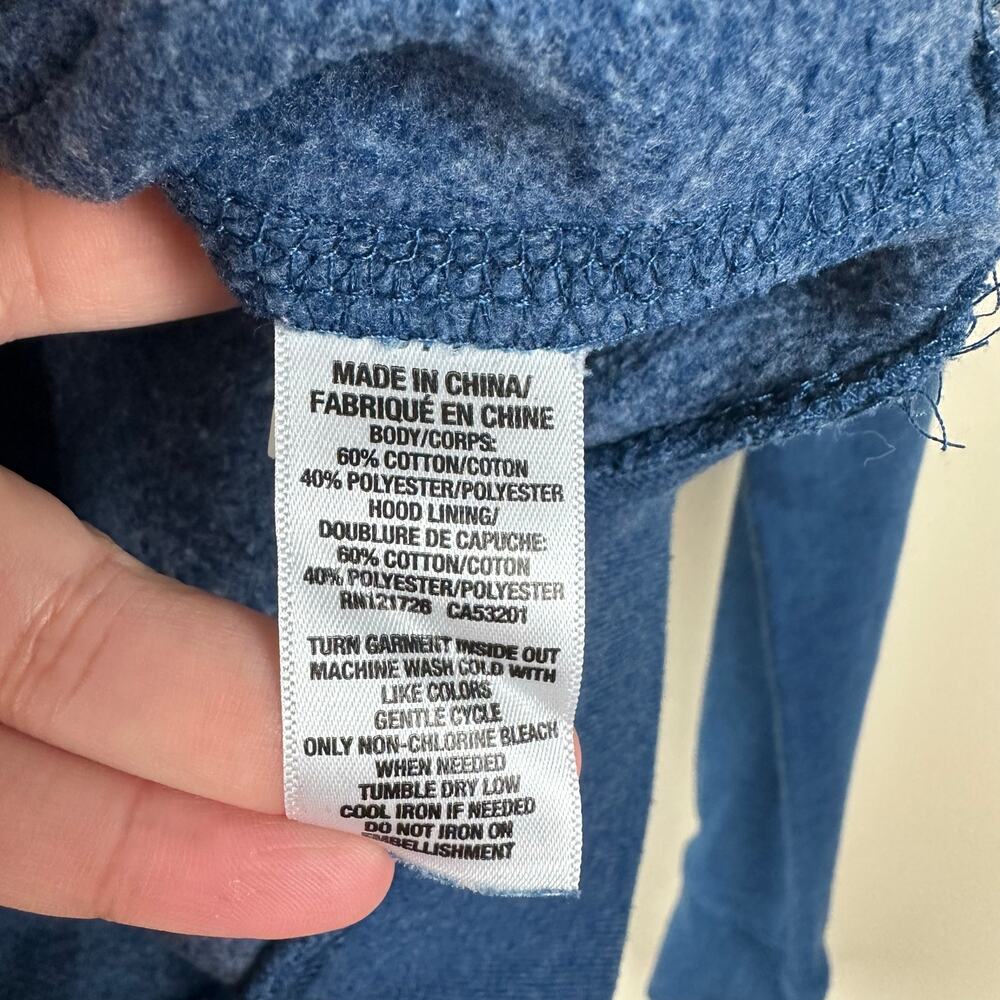 MADE IN CHINA/
FABRIQUÉ EN CHINE
BODY/CORPS:
60% COTTON/COTON
40% POLYESTER/POLYESTER
HOOD LINING/
DOUBLURE DE CAPUCHE:
60% COTTON/COTON
40% POLYESTER/POLYESTER
RN121726 CA53201
TURN GARMENT INSIDE OUT
MACHINE WASH COLD WITH
LIKE COLORS
GENTLE CYCLE
ONLY NON-CHLORINE BLEACH
WHEN NEEDED
TUMBLE DRY LOW
COOL IRON IF NEEDED
DO NOT IRON ON
EMBELLISHMENT